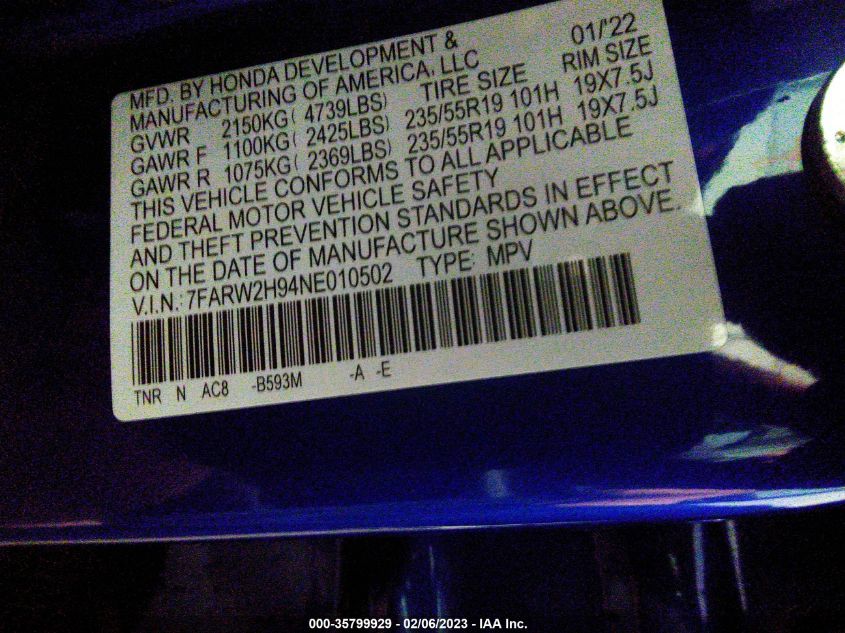 MFD. BY HONDA DEVELOPMENT & 01/'22
MANUFACTURING OF AMERICA, LLC
TIRE SIZE RIM SIZE
GVWR 2150KG( 4739LBS)
GAWR F 1100KG( 2425LBS) 235/55R19 101H 19X7.5J
GAWR R 1075KG( 2369LBS) 235/55R19 101H 19X7.5J
THIS VEHICLE CONFORMS TO ALL APPLICABLE
FEDERAL MOTOR VEHICLE SAFETY
AND THEFT PREVENTION STANDARDS IN EFFECT
ON THE DATE OF MANUFACTURE SHOWN ABOVE.
V.I.N.: 7FARW2H94NE010502 TYPE: MPV
TNR N AC8 -B593M -A -E
000-35799929 - 02/06/2023 - IAA Inc.